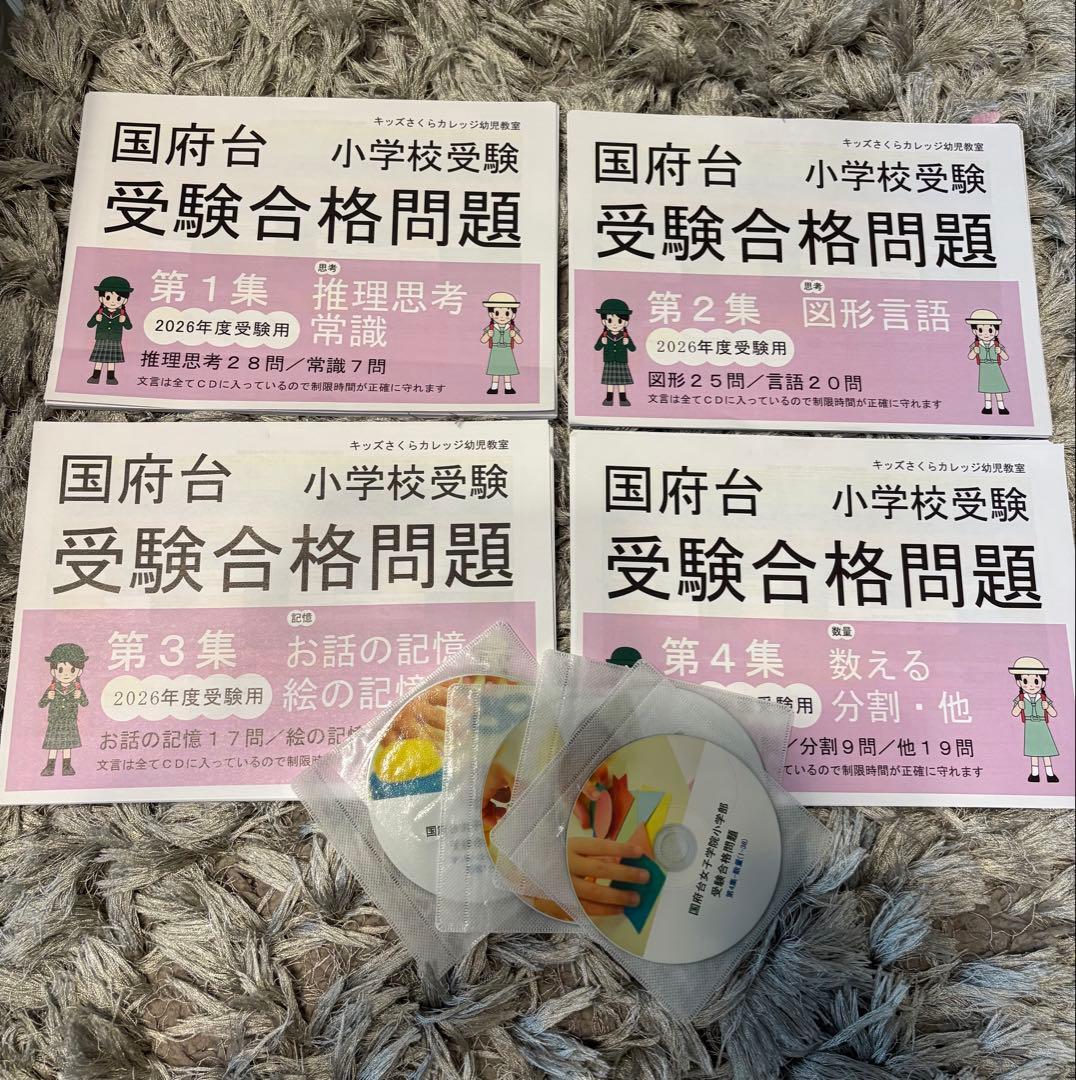 キッズさくらカレッジ幼児教室
国府台 小学校受験
受験合格問題
第1集
思考
推理思考
常識
2026年度受験用
推理思考28問／常識7問
文言は全てCDに入っているので制限時間が正確に守れます
キッズさくらカレッジ幼児教室
国府台 小学校受験
受験合格問題
第2集
思考
図形言語
2026年度受験用
図形25問／言語20問
文言は全てCDに入っているので制限時間が正確に守れます
キッズさくらカレッジ幼児教室
国府台 小学校受験
受験合格問題
第3集
記憶
お話の記憶
絵の記憶
2026年度受験用
お話の記憶17問／絵の記
文言は全てCDに入っているので制限時
キッズさくらカレッジ幼児教室
国府台 小学校受験
受験合格問題
第4集
数量
数える
分割・他
験用
／分割9問／他19問
ているので制限時間が正確に守れます
国
国府台女子学院小学部
受験合格問題
第4集 数量(1-38)